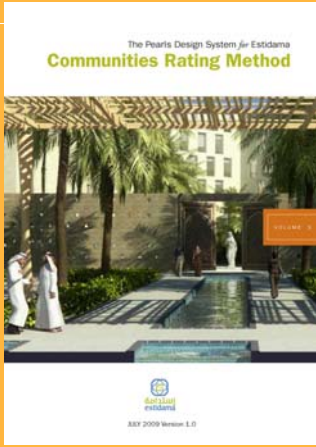 The Pearls Design System for Estidama
Communities Rating Method
VOLUME 2
استدامة
estidama
JULY 2009 Version 1.0